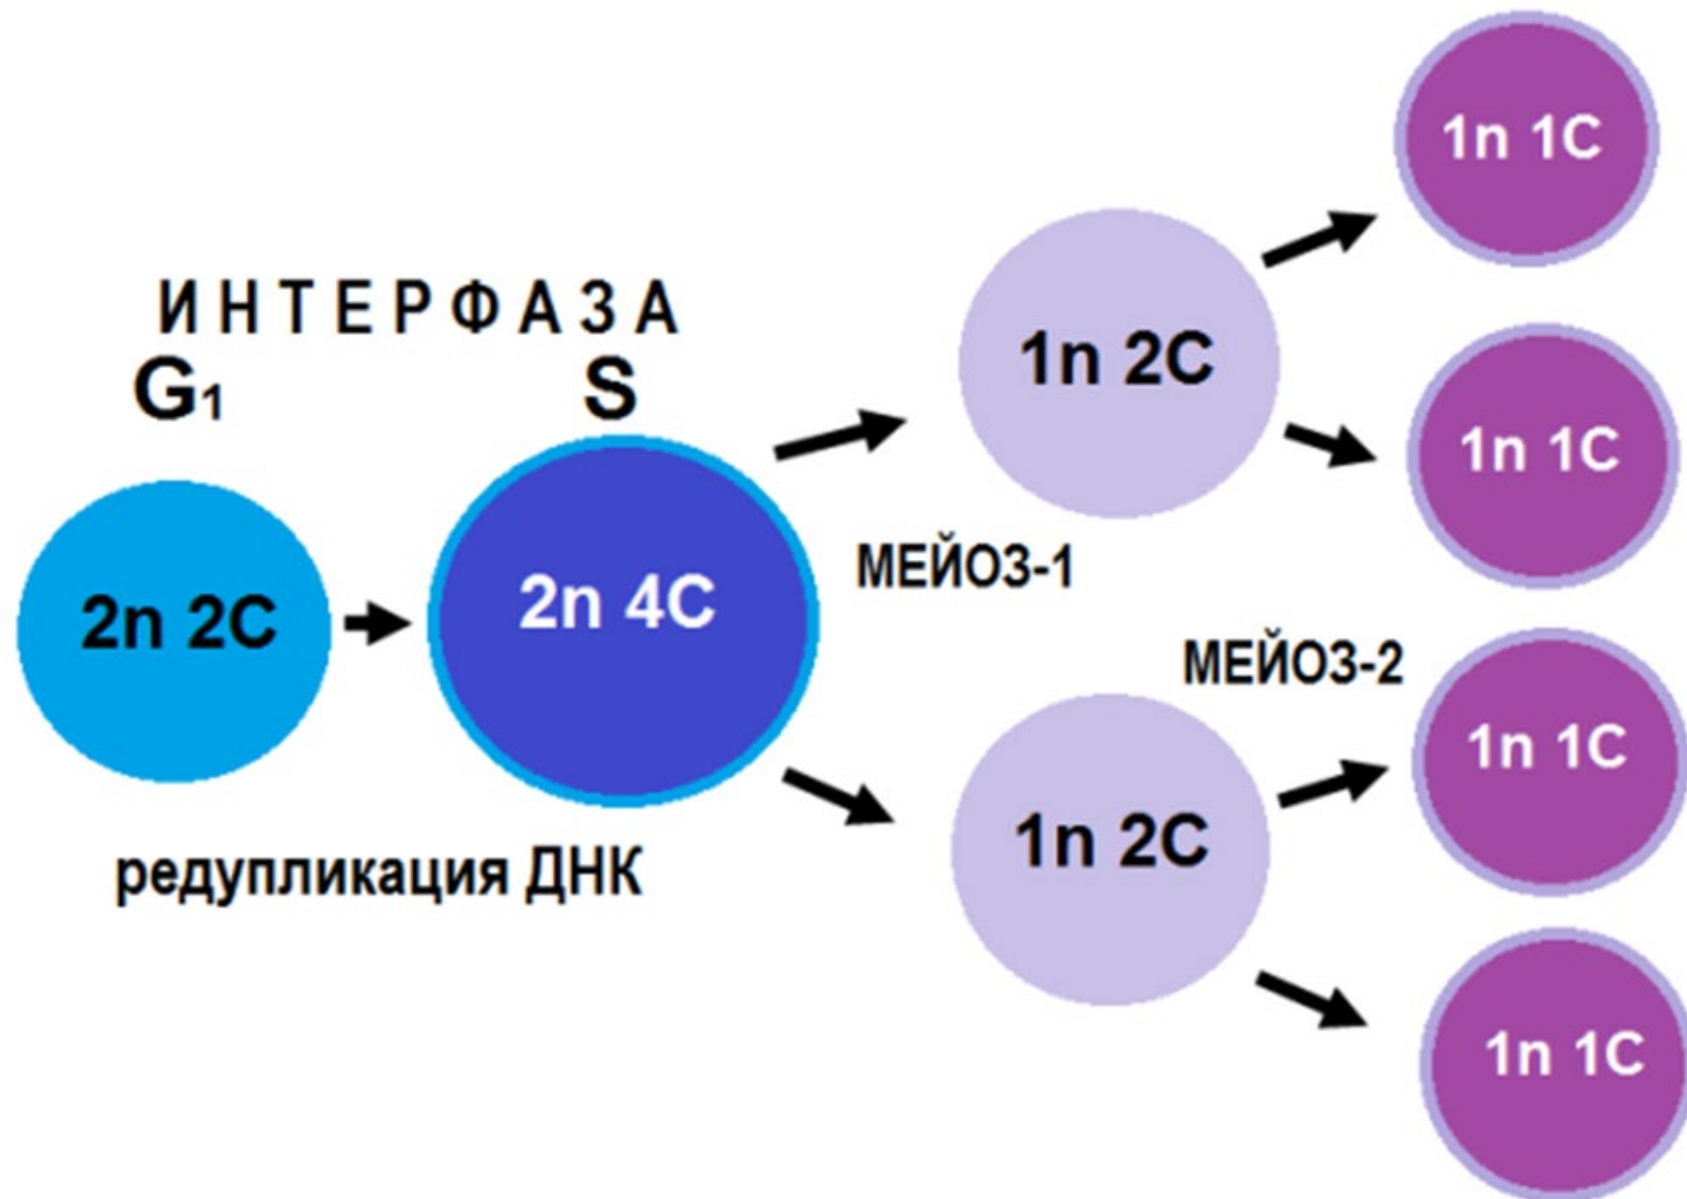 ИНТЕРФАЗА
G1 S
2n 2C
2n 4C
редупликация ДНК
МЕЙОЗ-1
1n 2C
1n 2C
МЕЙОЗ-2
1n 1C
1n 1C
1n 1C
1n 1C